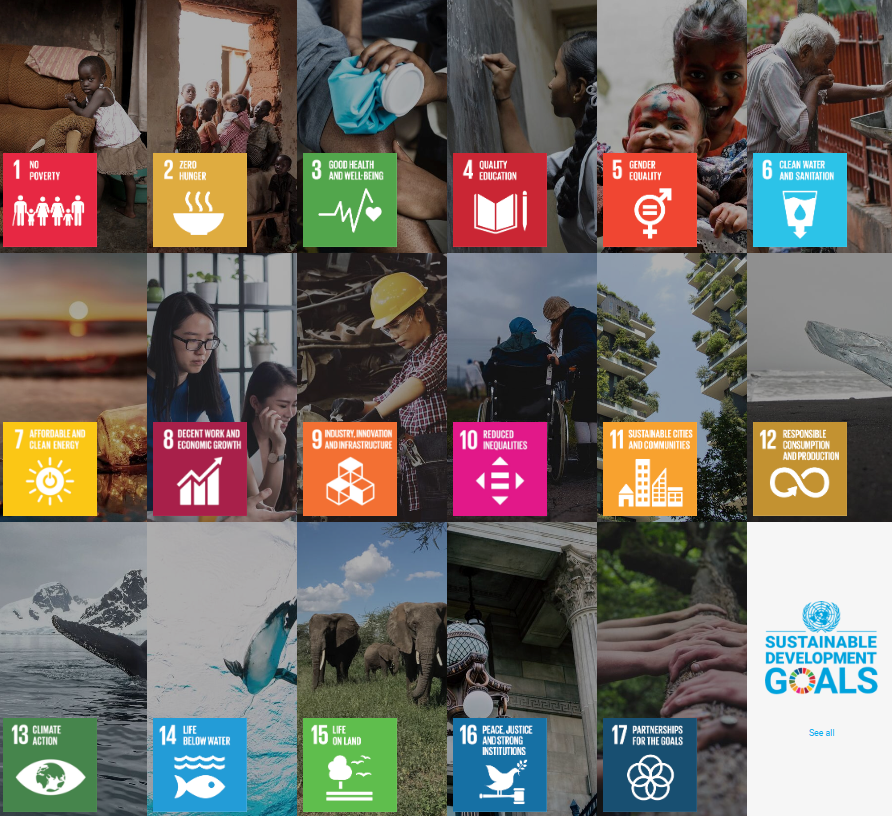 1 NO
POVERTY
2 ZERO
HUNGER
3 GOOD HEALTH
AND WELL-BEING
4 QUALITY
EDUCATION
5 GENDER
EQUALITY
6 CLEAN WATER
AND SANITATION
7 AFFORDABLE AND
CLEAN ENERGY
8 DECENT WORK AND
ECONOMIC GROWTH
9 INDUSTRY, INNOVATION
AND INFRASTRUCTURE
10 REDUCED
INEQUALITIES
11 SUSTAINABLE CITIES
AND COMMUNITIES
12 RESPONSIBLE
CONSUMPTION
AND PRODUCTION
13 CLIMATE
ACTION
14 LIFE
BELOW WATER
15 LIFE
ON LAND
16 PEACE, JUSTICE
AND STRONG
INSTITUTIONS
17 PARTNERSHIPS
FOR THE GOALS
SUSTAINABLE
DEVELOPMENT
GOALS
See all